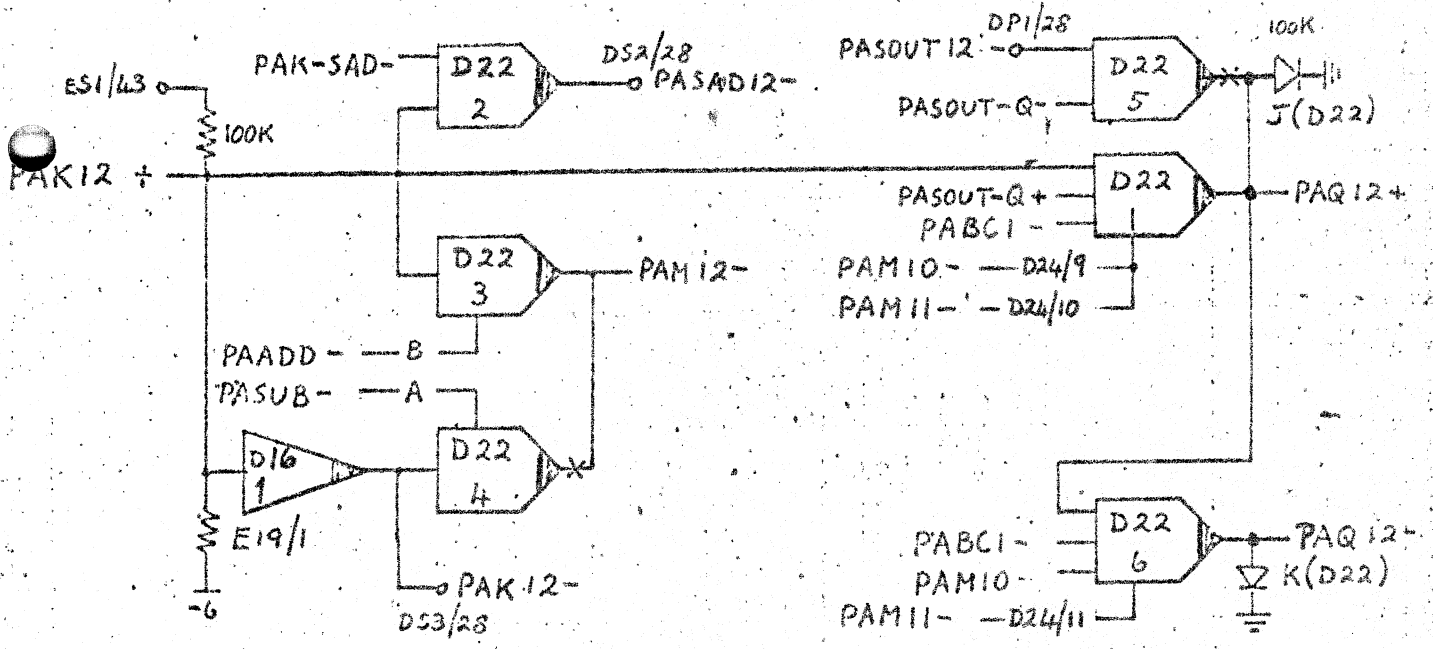 PAK-SAD-
D22
2
DS2/28
PASAD12-
ES1/43
100K
PAK12 ÷
D22
3
PAM12-
PAADD - B
PASUB- A
D16
1
E19/1
D22
4
-6
PAK12-
DS3/28
PASOUT12 -
DP1/28
D22
5
100K
J(D22)
PASOUT-Q-
D22
PASOUT-Q+
PABC1 -
PAQ12+
PAM10- D24/9
PAM11- D24/10
D22
6
PABC1-
PAM10-
PAM11- D24/11
PAQ12-
K(D22)